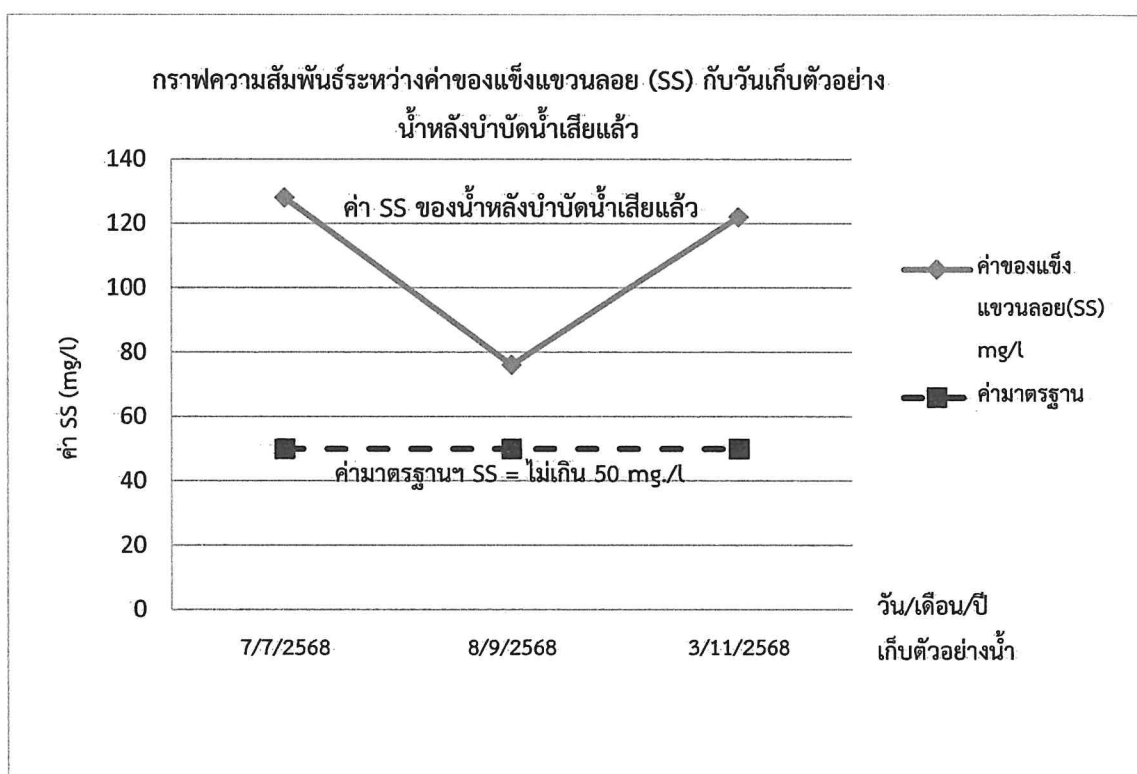 กราฟความสัมพันธ์ระหว่างค่าของแข็งแขวนลอย (SS) กับวันเก็บตัวอย่าง
น้ำหลังบำบัดน้ำเสียแล้ว
140
120
100
80
60
40
20
0
ค่า SS (mg/l)
ค่า SS ของน้ำหลังบำบัดน้ำเสียแล้ว
ค่ามาตรฐานฯ SS = ไม่เกิน 50 mg./l
7/7/2568 8/9/2568 3/11/2568
วัน/เดือน/ปี
เก็บตัวอย่างน้ำ
ค่าของแข็ง
แขวนลอย(SS)
mg/l
ค่ามาตรฐาน